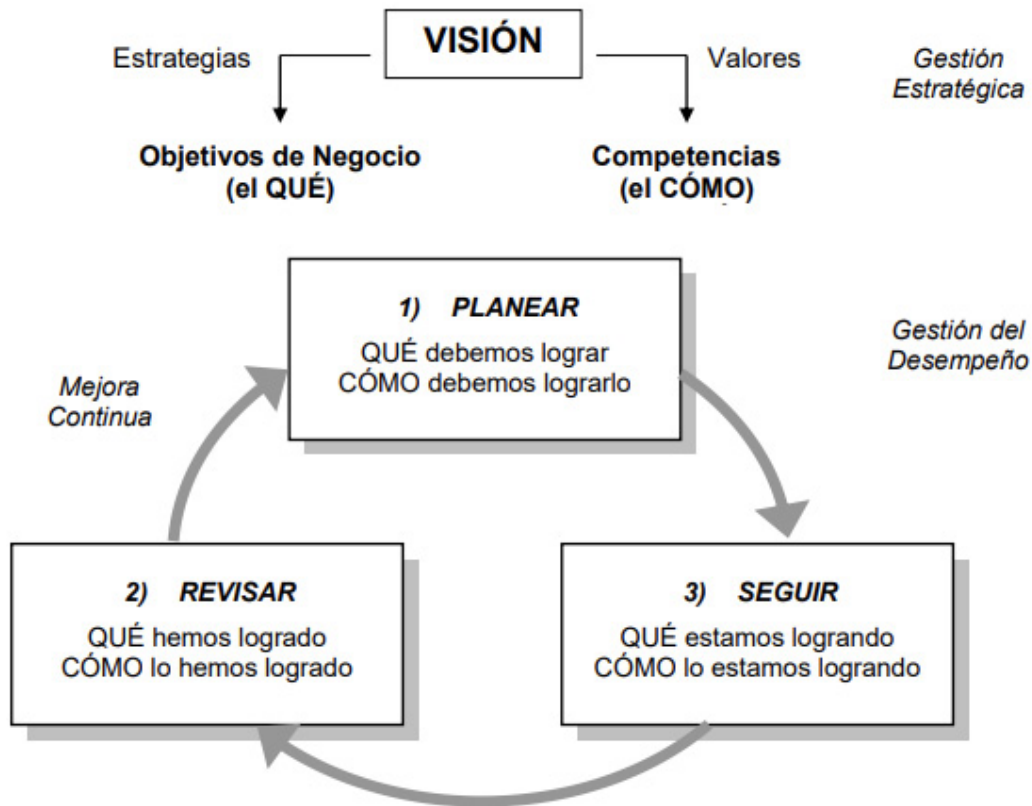 VISIÓN
Estrategias
Valores
Gestión
Estratégica
Objetivos de Negocio
(el QUÉ)
Competencias
(el CÓMO)
1) PLANEAR
QUÉ debemos lograr
CÓMO debemos lograrlo
Gestión del
Desempeño
Mejora
Continua
2) REVISAR
QUÉ hemos logrado
CÓMO lo hemos logrado
3) SEGUIR
QUÉ estamos logrando
CÓMO lo estamos logrando